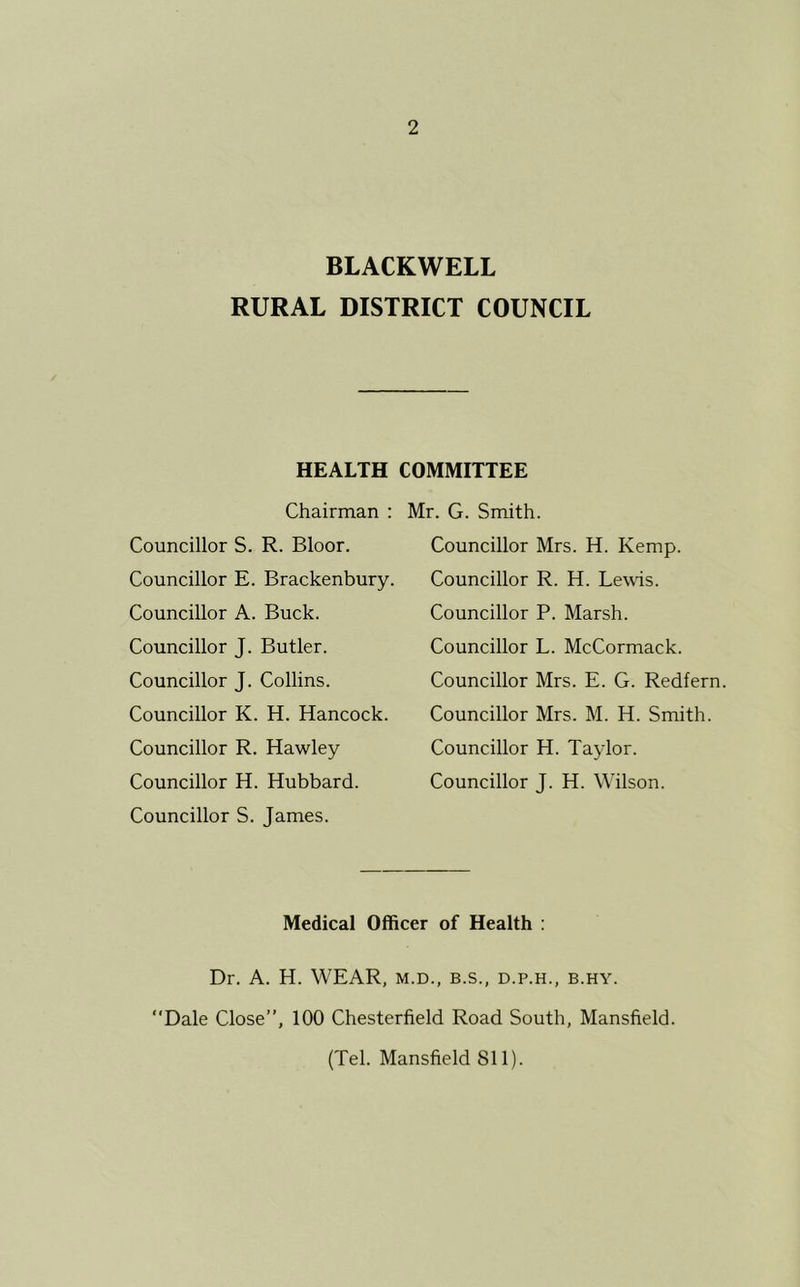 2
BLACKWELL
RURAL DISTRICT COUNCIL
HEALTH COMMITTEE
Chairman : Mr. G. Smith.
Councillor S. R. Bloor.
Councillor E. Brackenbury.
Councillor A. Buck.
Councillor J. Butler.
Councillor J. Collins.
Councillor K. H. Hancock.
Councillor R. Hawley
Councillor H. Hubbard.
Councillor S. James.
Councillor Mrs. H. Kemp.
Councillor R. H. Lewis.
Councillor P. Marsh.
Councillor L. McCormack.
Councillor Mrs. E. G. Redfern.
Councillor Mrs. M. H. Smith.
Councillor H. Taylor.
Councillor J. H. Wilson.
Medical Officer of Health :
Dr. A. H. WEAR, M.D., B.S., D.P.H., B.HY.
"Dale Close", 100 Chesterfield Road South, Mansfield.
(Tel. Mansfield 811).